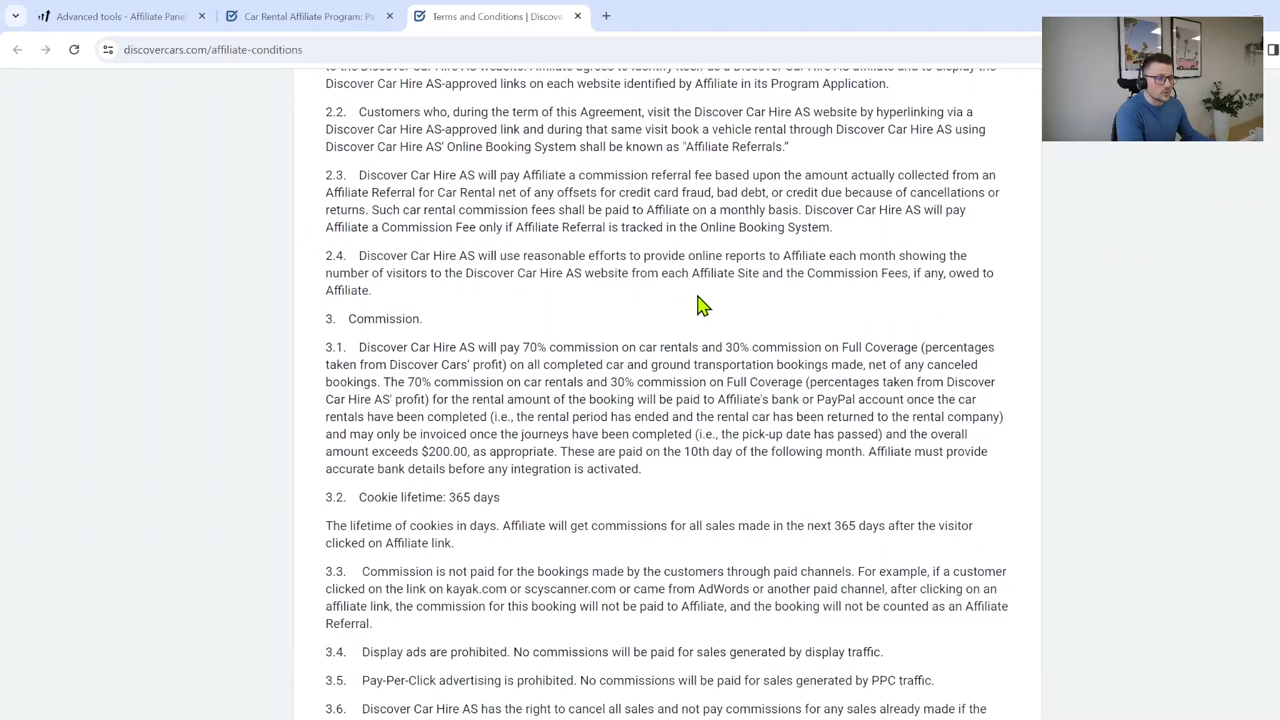 Advanced tools - Affiliate Panel
Car Rental Affiliate Program: Pa
Terms and Conditions | Discove
discovercars.com/affiliate-conditions
to the Discover Car Hire AS website. Affiliate agrees to identify itself as a Discover Car Hire AS affiliate and to display the
Discover Car Hire AS-approved links on each website identified by Affiliate in its Program Application.
2.2. Customers who, during the term of this Agreement, visit the Discover Car Hire AS website by hyperlinking via a
Discover Car Hire AS-approved link and during that same visit book a vehicle rental through Discover Car Hire AS using
Discover Car Hire AS’ Online Booking System shall be known as "Affiliate Referrals.”
2.3. Discover Car Hire AS will pay Affiliate a commission referral fee based upon the amount actually collected from an
Affiliate Referral for Car Rental net of any offsets for credit card fraud, bad debt, or credit due because of cancellations or
returns. Such car rental commission fees shall be paid to Affiliate on a monthly basis. Discover Car Hire AS will pay
Affiliate a Commission Fee only if Affiliate Referral is tracked in the Online Booking System.
2.4. Discover Car Hire AS will use reasonable efforts to provide online reports to Affiliate each month showing the
number of visitors to the Discover Car Hire AS website from each Affiliate Site and the Commission Fees, if any, owed to
Affiliate.
3. Commission.
3.1. Discover Car Hire AS will pay 70% commission on car rentals and 30% commission on Full Coverage (percentages
taken from Discover Cars’ profit) on all completed car and ground transportation bookings made, net of any canceled
bookings. The 70% commission on car rentals and 30% commission on Full Coverage (percentages taken from Discover
Car Hire AS’ profit) for the rental amount of the booking will be paid to Affiliate's bank or PayPal account once the car
rentals have been completed (i.e., the rental period has ended and the rental car has been returned to the rental company)
and may only be invoiced once the journeys have been completed (i.e., the pick-up date has passed) and the overall
amount exceeds $200.00, as appropriate. These are paid on the 10th day of the following month. Affiliate must provide
accurate bank details before any integration is activated.
3.2. Cookie lifetime: 365 days
The lifetime of cookies in days. Affiliate will get commissions for all sales made in the next 365 days after the visitor
clicked on Affiliate link.
3.3. Commission is not paid for the bookings made by the customers through paid channels. For example, if a customer
clicked on the link on kayak.com or scyscanner.com or came from AdWords or another paid channel, after clicking on an
affiliate link, the commission for this booking will not be paid to Affiliate, and the booking will not be counted as an Affiliate
Referral.
3.4. Display ads are prohibited. No commissions will be paid for sales generated by display traffic.
3.5. Pay-Per-Click advertising is prohibited. No commissions will be paid for sales generated by PPC traffic.
3.6. Discover Car Hire AS has the right to cancel all sales and not pay commissions for any sales already made if the